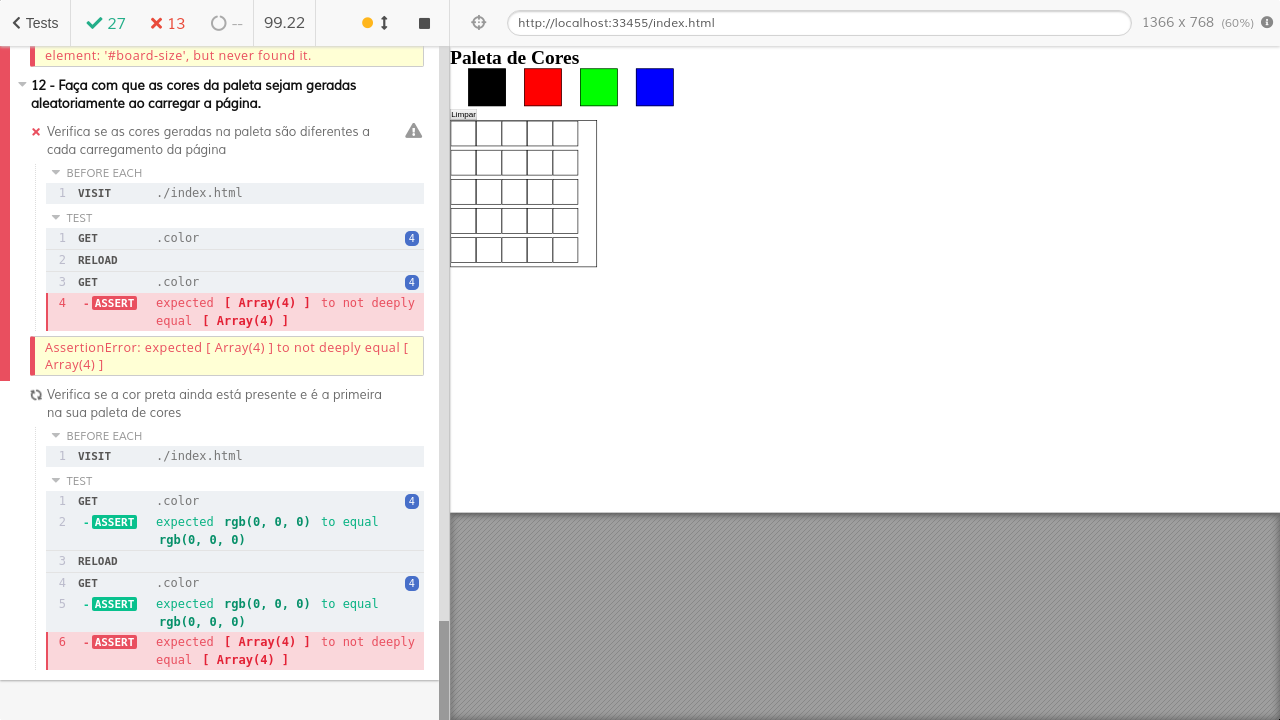 Tests
27
13
--
99.22
http://localhost:33455/index.html
1366 x 768 (60%)
element: '#board-size', but never found it.
12 - Faça com que as cores da paleta sejam geradas
aleatoriamente ao carregar a página.
Verifica se as cores geradas na paleta são diferentes a
cada carregamento da página
BEFORE EACH
1 VISIT ./index.html
TEST
1 GET .color 4
2 RELOAD
3 GET .color 4
4 -ASSERT expected [ Array(4) ] to not deeply
equal [ Array(4) ]
AssertionError: expected [ Array(4) ] to not deeply equal [
Array(4) ]
Verifica se a cor preta ainda está presente e é a primeira
na sua paleta de cores
BEFORE EACH
1 VISIT ./index.html
TEST
1 GET .color 4
2 -ASSERT expected rgb(0, 0, 0) to equal
rgb(0, 0, 0)
3 RELOAD
4 GET .color 4
5 -ASSERT expected rgb(0, 0, 0) to equal
rgb(0, 0, 0)
6 -ASSERT expected [ Array(4) ] to not deeply
equal [ Array(4) ]
Paleta de Cores
Limpar